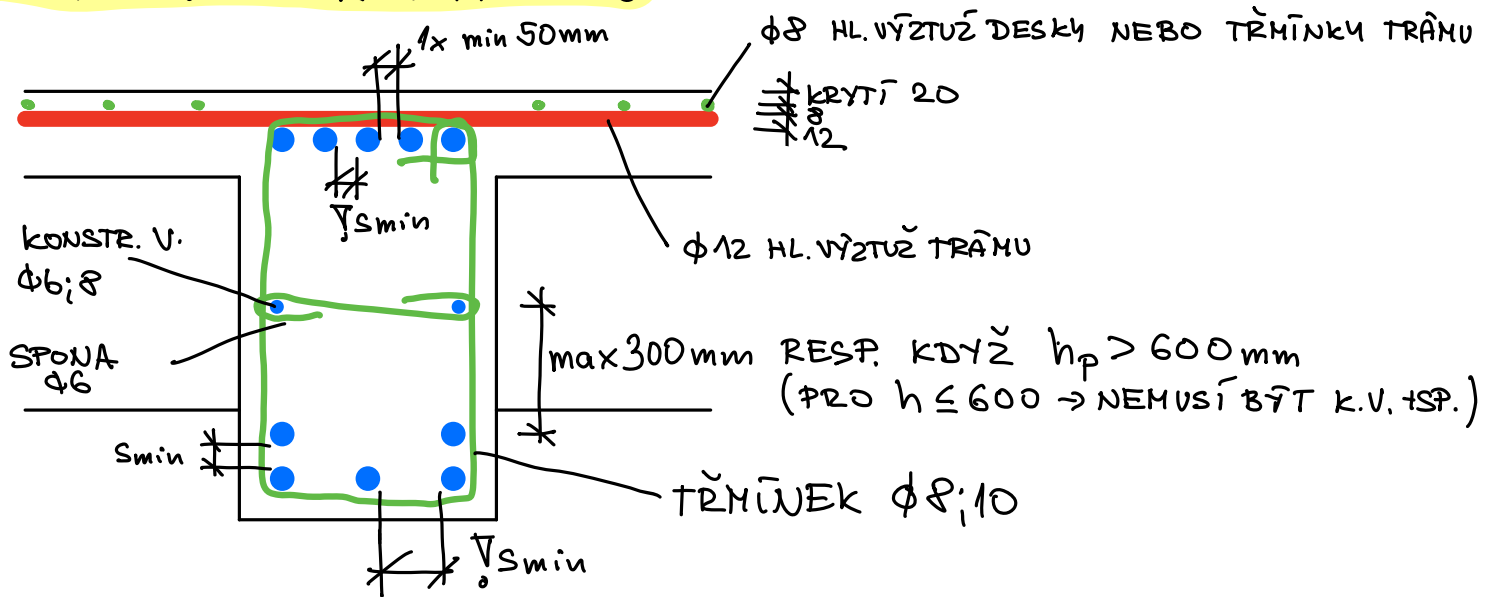 1x min 50mm
φ8 HL. VÝZTUŽ DESKY NEBO TŘMÍNKY TRÁMU
KRYTÍ 20
8
12
Smin
φ12 HL. VÝZTUŽ TRÁMU
KONSTR. V.
φ6;8
SPONA
φ6
max 300mm RESP. KDYŽ hp > 600mm
(PRO h ≤ 600 → NEMUSÍ BÝT K.V. +SP.)
Smin
TŘMÍNEK φ8;10
Smin